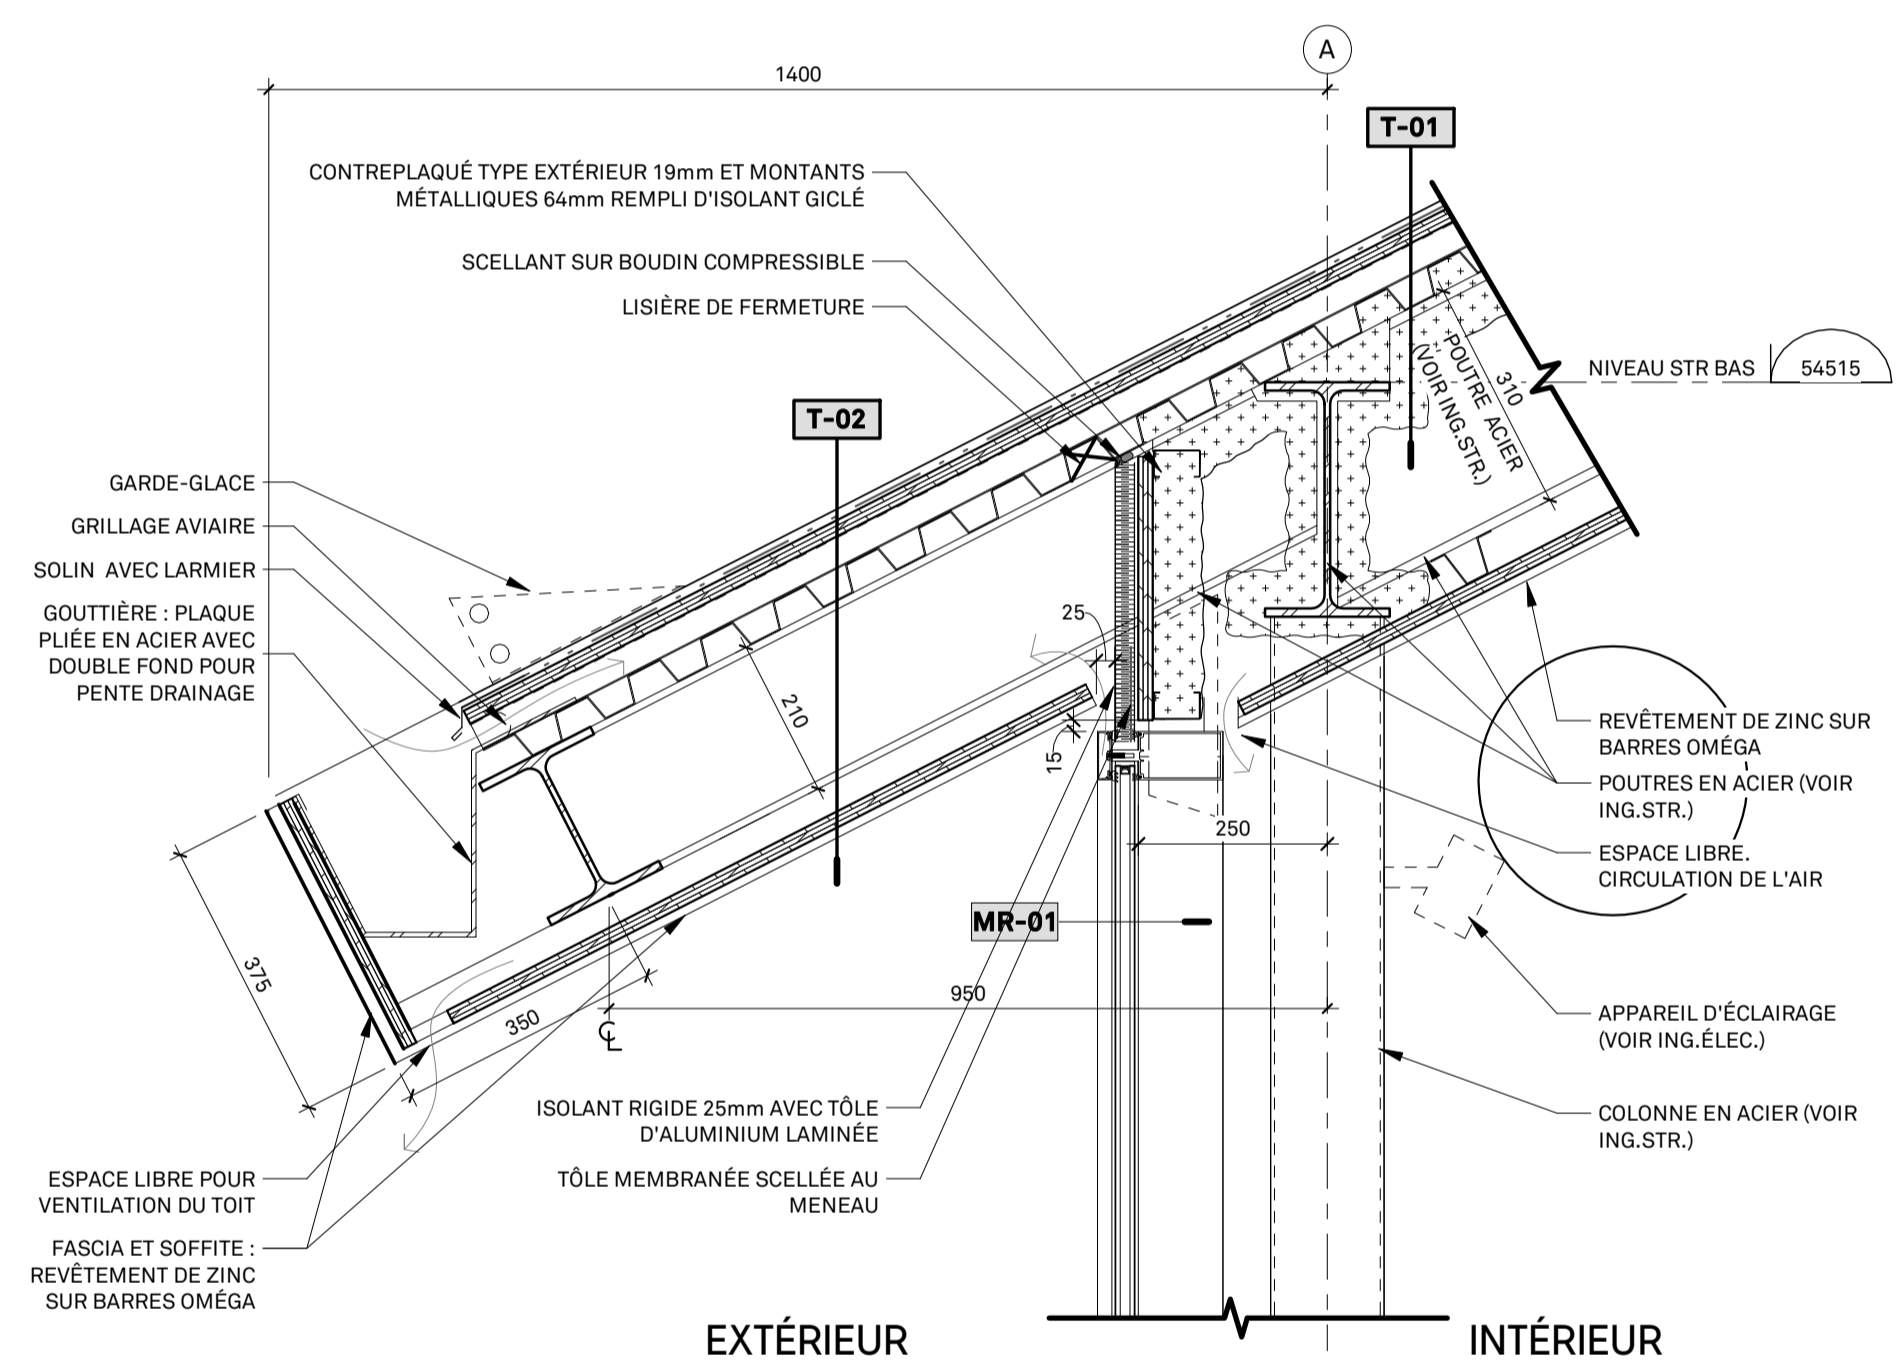 A
1400
T-01
CONTREPLAQUÉ TYPE EXTÉRIEUR 19mm ET MONTANTS
MÉTALLIQUES 64mm REMPLI D'ISOLANT GICLÉ
SCELLANT SUR BOUDIN COMPRESSIBLE
LISIÈRE DE FERMETURE
310
POUTRE ACIER
(VOIR ING.STR.)
NIVEAU STR BAS
54515
T-02
GARDE-GLACE
GRILLAGE AVIAIRE
SOLIN AVEC LARMIER
GOUTTIÈRE : PLAQUE
PLIÉE EN ACIER AVEC
DOUBLE FOND POUR
PENTE DRAINAGE
25
210
15
250
REVÊTEMENT DE ZINC SUR
BARRES OMÉGA
POUTRES EN ACIER (VOIR
ING.STR.)
ESPACE LIBRE.
CIRCULATION DE L'AIR
MR-01
375
950
350
CL
APPAREIL D'ÉCLAIRAGE
(VOIR ING.ÉLEC.)
COLONNE EN ACIER (VOIR
ING.STR.)
ISOLANT RIGIDE 25mm AVEC TÔLE
D'ALUMINIUM LAMINÉE
TÔLE MEMBRANÉE SCELLÉE AU
MENEAU
ESPACE LIBRE POUR
VENTILATION DU TOIT
FASCIA ET SOFFITE :
REVÊTEMENT DE ZINC
SUR BARRES OMÉGA
EXTÉRIEUR
INTÉRIEUR